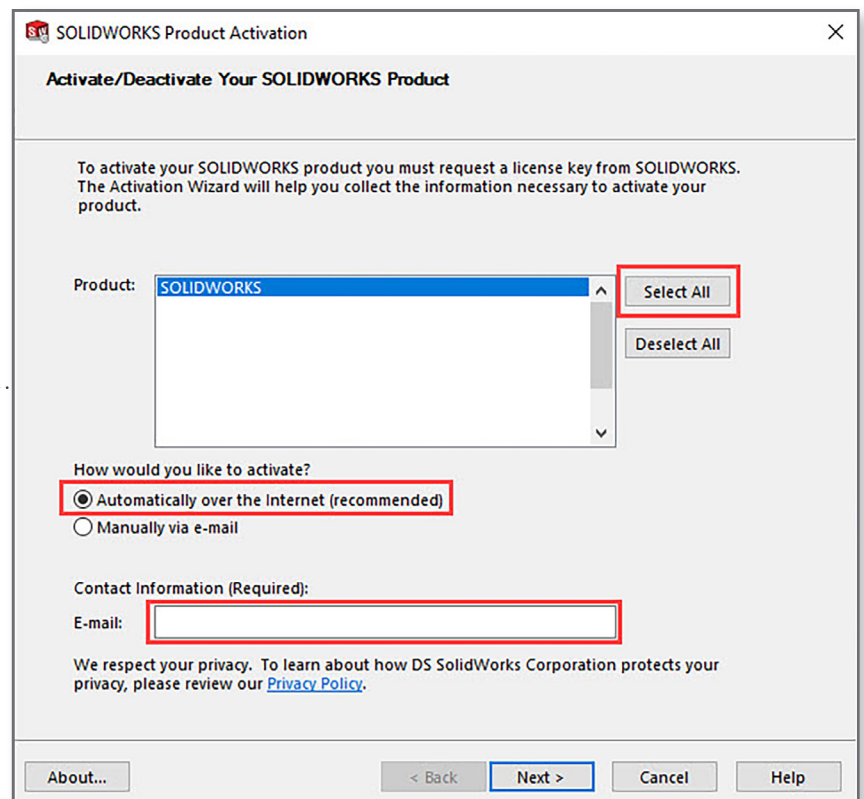 SOLIDWORKS Product Activation
Activate/Deactivate Your SOLIDWORKS Product
To activate your SOLIDWORKS product you must request a license key from SOLIDWORKS.
The Activation Wizard will help you collect the information necessary to activate your
product.
Product:
SOLIDWORKS
Select All
Deselect All
How would you like to activate?
Automatically over the Internet (recommended)
Manually via e-mail
Contact Information (Required):
E-mail:
We respect your privacy. To learn about how DS SolidWorks Corporation protects your
privacy, please review our Privacy Policy.
About...
< Back
Next >
Cancel
Help